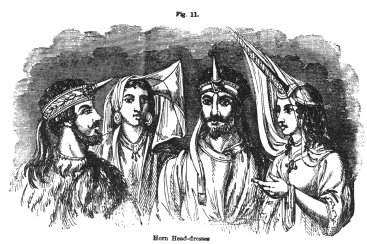 Fig. 11.
Horn Head-dresses